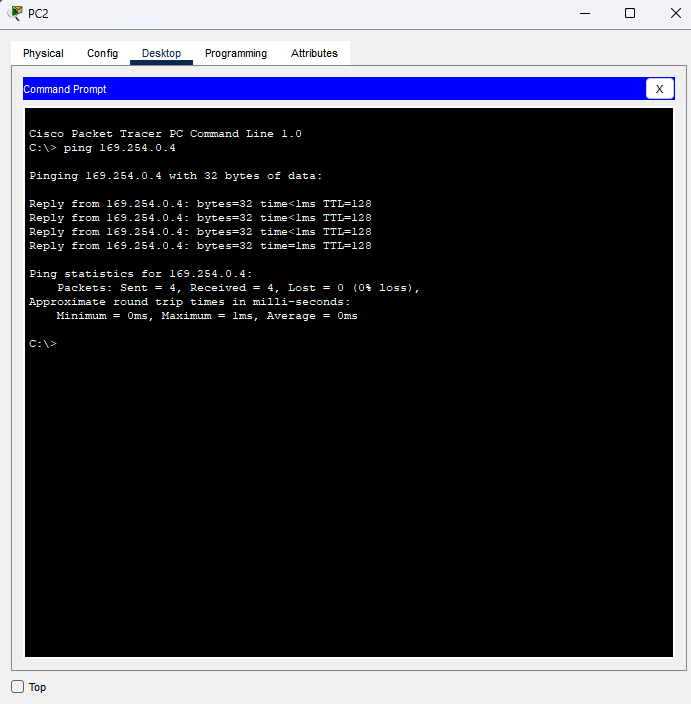 PC2
Physical Config Desktop Programming Attributes
Command Prompt
X
Cisco Packet Tracer PC Command Line 1.0
C:\> ping 169.254.0.4
Pinging 169.254.0.4 with 32 bytes of data:
Reply from 169.254.0.4: bytes=32 time<1ms TTL=128
Reply from 169.254.0.4: bytes=32 time<1ms TTL=128
Reply from 169.254.0.4: bytes=32 time<1ms TTL=128
Reply from 169.254.0.4: bytes=32 time=1ms TTL=128
Ping statistics for 169.254.0.4:
Packets: Sent = 4, Received = 4, Lost = 0 (0% loss),
Approximate round trip times in milli-seconds:
Minimum = 0ms, Maximum = 1ms, Average = 0ms
C:\>
Top